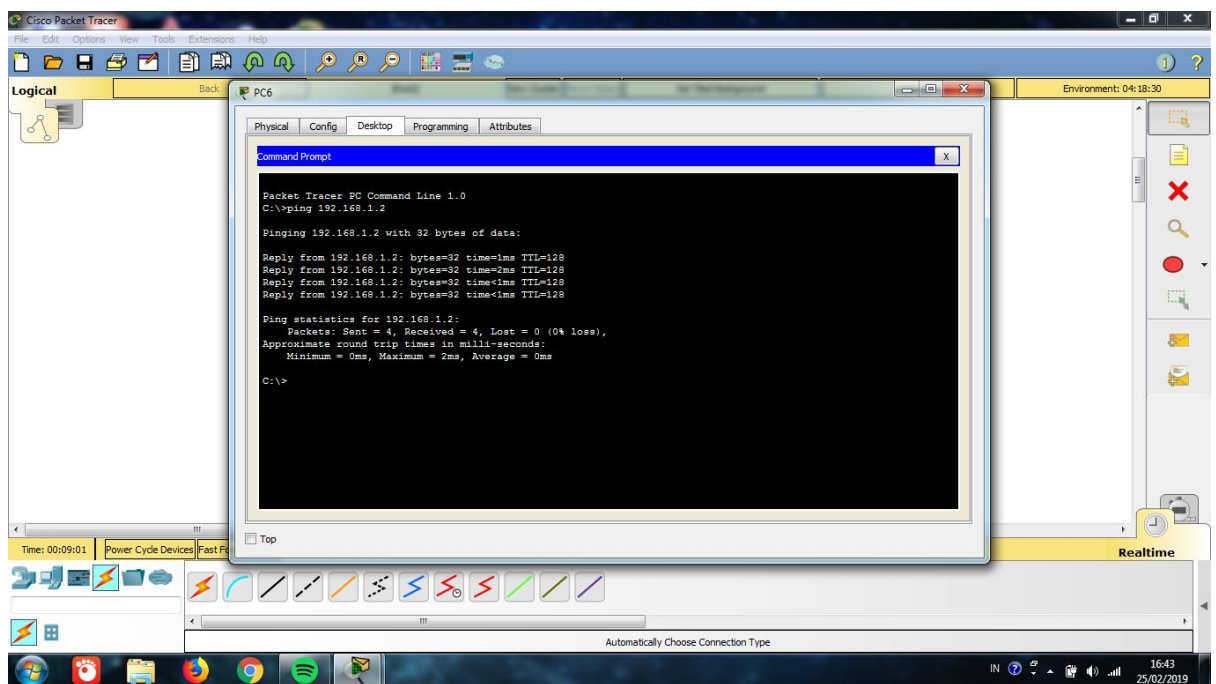 Cisco Packet Tracer
File Edit Options View Tools Extensions Help
Logical
Back
[Root]
Set Tiled Background
Environment: 04:18:30
PC6
Physical Config Desktop Programming Attributes
Command Prompt
X
Packet Tracer PC Command Line 1.0
C:\>ping 192.168.1.2
Pinging 192.168.1.2 with 32 bytes of data:
Reply from 192.168.1.2: bytes=32 time=1ms TTL=128
Reply from 192.168.1.2: bytes=32 time=2ms TTL=128
Reply from 192.168.1.2: bytes=32 time<1ms TTL=128
Reply from 192.168.1.2: bytes=32 time<1ms TTL=128
Ping statistics for 192.168.1.2:
Packets: Sent = 4, Received = 4, Lost = 0 (0% loss),
Approximate round trip times in milli-seconds:
Minimum = 0ms, Maximum = 2ms, Average = 0ms
C:\>
Top
Time: 00:09:01 Power Cycle Devices Fast
Realtime
Automatically Choose Connection Type
IN
16:43
25/02/2019